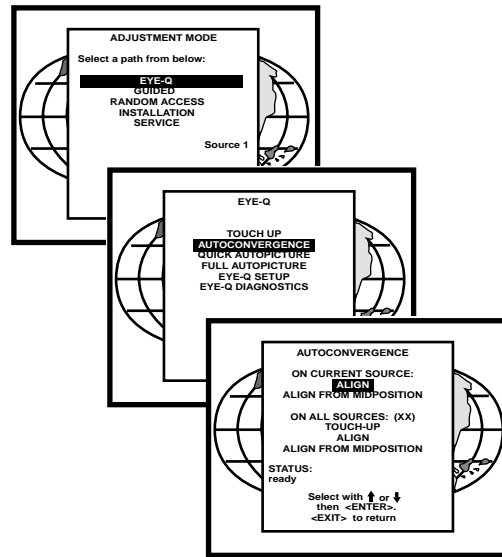 ADJUSTMENT MODE
Select a path from below:
EYE-Q
GUIDED
RANDOM ACCESS
INSTALLATION
SERVICE
Source 1
EYE-Q
TOUCH UP
AUTOCONVERGENCE
QUICK AUTOPICTURE
FULL AUTOPICTURE
EYE-Q SETUP
EYE-Q DIAGNOSTICS
AUTOCONVERGENCE
ON CURRENT SOURCE:
ALIGN
ALIGN FROM MIDPOSITION
ON ALL SOURCES: (XX)
TOUCH-UP
ALIGN
ALIGN FROM MIDPOSITION
STATUS:
ready
Select with ↑ or ↓
then <ENTER>.
<EXIT> to return